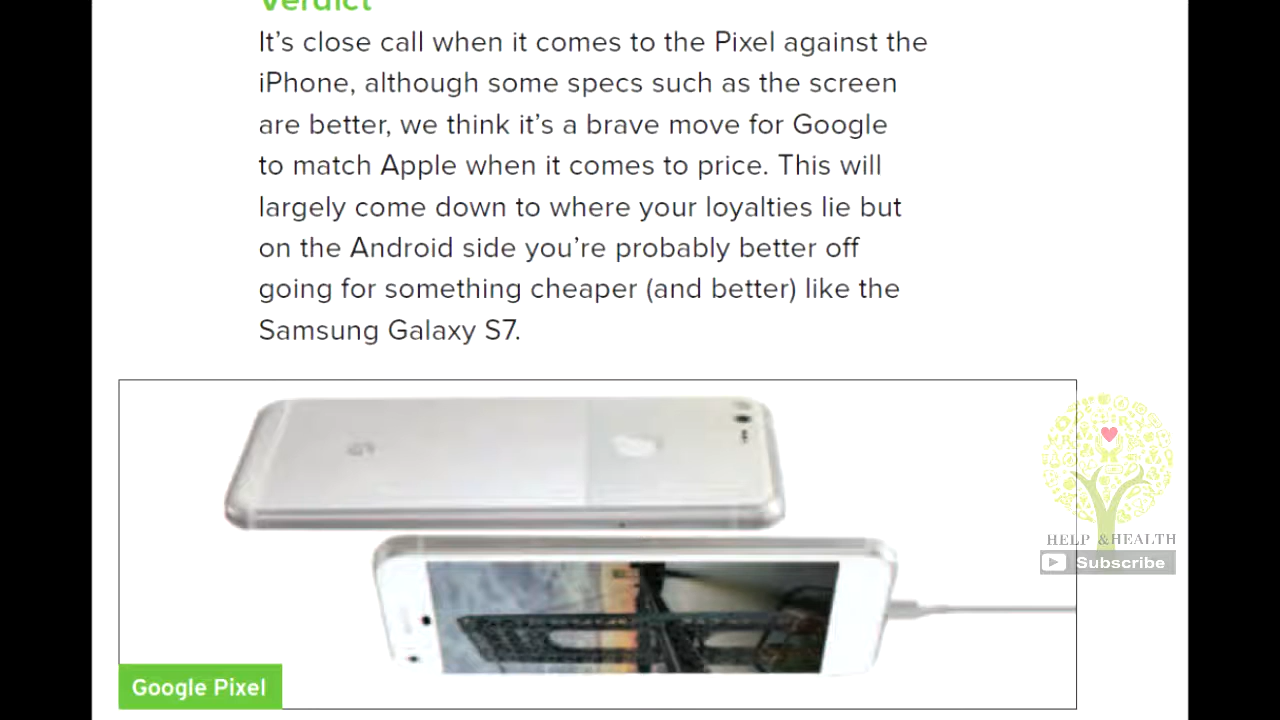 Verdict
It's close call when it comes to the Pixel against the
iPhone, although some specs such as the screen
are better, we think it's a brave move for Google
to match Apple when it comes to price. This will
largely come down to where your loyalties lie but
on the Android side you're probably better off
going for something cheaper (and better) like the
Samsung Galaxy S7.
HELP & HEALTH
Subscribe
Google Pixel